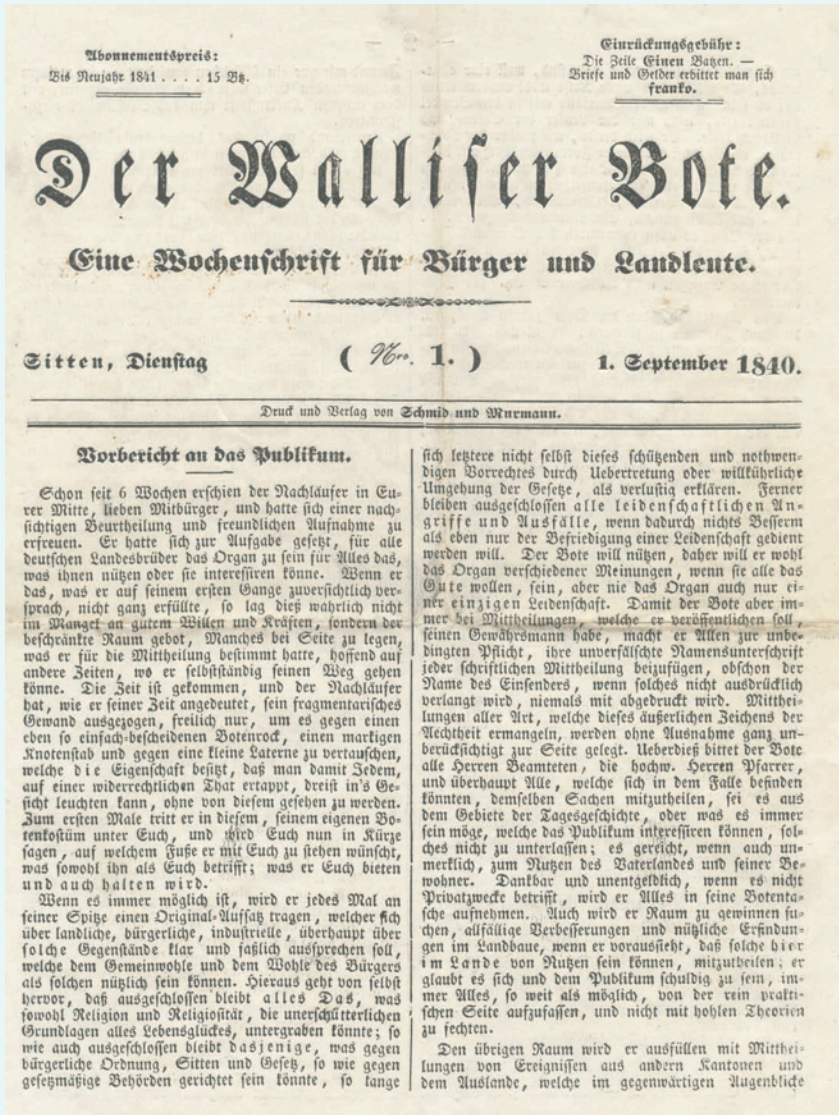 Abonnementspreis:
Bis Neujahr 1841 . . . . 15 Btz.
Einrückungsgebühr:
Die Zeile Einen Batzen. —
Briefe und Gelder erbittet man sich
franko.
Der Walliser Bote.
Eine Wochenschrift für Bürger und Landleute.
Sitten, Dienstag
( Nro. 1. )
1. September 1840.
Druck und Verlag von Schmid und Murmann.
Vorbericht an das Publikum.
Schon seit 6 Wochen erschien der Nachläufer in Eu-
rer Mitte, lieben Mitbürger, und hatte sich einer nach-
sichtigen Beurtheilung und freundlichen Aufnahme zu
erfreuen. Er hatte sich zur Aufgabe gesetzt, für alle
deutschen Landesbrüder das Organ zu sein für Alles das,
was ihnen nützen oder sie interessiren könne. Wenn er
das, was er auf seinem ersten Gange zuversichtlich ver-
sprach, nicht ganz erfüllte, so lag dieß wahrlich nicht
im Mangel an gutem Willen und Kräften, sondern der
beschränkte Raum gebot, Manches bei Seite zu legen,
was er für die Mittheilung bestimmt hatte, hoffend auf
andere Zeiten, wo er selbstständig seinen Weg gehen
könne. Die Zeit ist gekommen, und der Nachläufer
hat, wie er seiner Zeit angedeutet, sein fragmentarisches
Gewand ausgezogen, freilich nur, um es gegen einen
eben so einfach-bescheidenen Botenrock, einen markigen
Knotenstab und gegen eine kleine Laterne zu vertauschen,
welche die Eigenschaft besitzt, daß man damit Jedem,
auf einer widerrechtlichen That ertappt, dreist in's Ge-
sicht leuchten kann, ohne von diesem gesehen zu werden.
Zum ersten Male tritt er in diesem, seinem eigenen Bo-
tenkostüm unter Euch, und wird Euch nun in Kürze
sagen, auf welchem Fuße er mit Euch zu stehen wünscht,
was sowohl ihn als Euch betrifft; was er Euch bieten
und auch halten wird.
Wenn es immer möglich ist, wird er jedes Mal an
seiner Spitze einen Original-Aufsatz tragen, welcher sich
über landliche, bürgerliche, industrielle, überhaupt über
solche Gegenstände klar und faßlich aussprechen soll,
welche dem Gemeinwohle und dem Wohle des Bürgers
als solchen nützlich sein können. Hieraus geht von selbst
hervor, daß ausgeschlossen bleibt alles Das, was
sowohl Religion und Religiosität, die unerschütterlichen
Grundlagen alles Lebensglückes, untergraben könnte; so
wie auch ausgeschlossen bleibt dasjenige, was gegen
bürgerliche Ordnung, Sitten und Gesetz, so wie gegen
gesetzmäßige Behörden gerichtet sein könnte, so lange
sich letztere nicht selbst dieses schützenden und nothwen-
digen Vorrechtes durch Uebertretung oder willkührliche
Umgehung der Gesetze, als verlustig erklären. Ferner
bleiben ausgeschlossen alle leidenschaftlichen An-
griffe und Ausfälle, wenn dadurch nichts Besserm
als eben nur der Befriedigung einer Leidenschaft gedient
werden will. Der Bote will nützen, daher will er wohl
das Organ verschiedener Meinungen, wenn sie alle das
Gute wollen, sein, aber nie das Organ auch nur ei-
ner einzigen Leidenschaft. Damit der Bote aber im-
mer bei Mittheilungen, welche er veröffentlichen soll,
seinen Gewährsmann habe, macht er Allen zur unbe-
dingten Pflicht, ihre unverfälschte Namensunterschrift
jeder schriftlichen Mittheilung beizufügen, obschon der
Name des Einsenders, wenn solches nicht ausdrücklich
verlangt wird, niemals mit abgedruckt wird. Mitthei-
lungen aller Art, welche dieses äußerlichen Zeichens der
Aechtheit ermangeln, werden ohne Ausnahme ganz un-
berücksichtigt zur Seite gelegt. Ueberdieß bittet der Bote
alle Herren Beamteten, die hochw. Herren Pfarrer,
und überhaupt Alle, welche sich in dem Falle befinden
könnten, demselben Sachen mitzutheilen, sei es aus
dem Gebiete der Tagesgeschichte, oder was es immer
sein möge, welche das Publikum interessiren können, sol-
ches nicht zu unterlassen; es gereicht, wenn auch un-
merklich, zum Nutzen des Vaterlandes und seiner Be-
wohner. Dankbar und unentgeldlich, wenn es nicht
Privatzwecke betrifft, wird er Alles in seine Botenta-
sche aufnehmen. Auch wird er Raum zu gewinnen su-
chen, allfällige Verbesserungen und nützliche Erfindun-
gen im Landbaue, wenn er voraussieht, daß solche hier
im Lande von Nutzen sein können, mitzutheilen; er
glaubt es sich und dem Publikum schuldig zu sein, im-
mer Alles, so weit als möglich, von der rein prakti-
schen Seite aufzufassen, und nicht mit hohlen Theorien
zu fechten.
Den übrigen Raum wird er ausfüllen mit Mitthei-
lungen von Ereignissen aus andern Kantonen und
dem Auslande, welche im gegenwärtigen Augenblicke